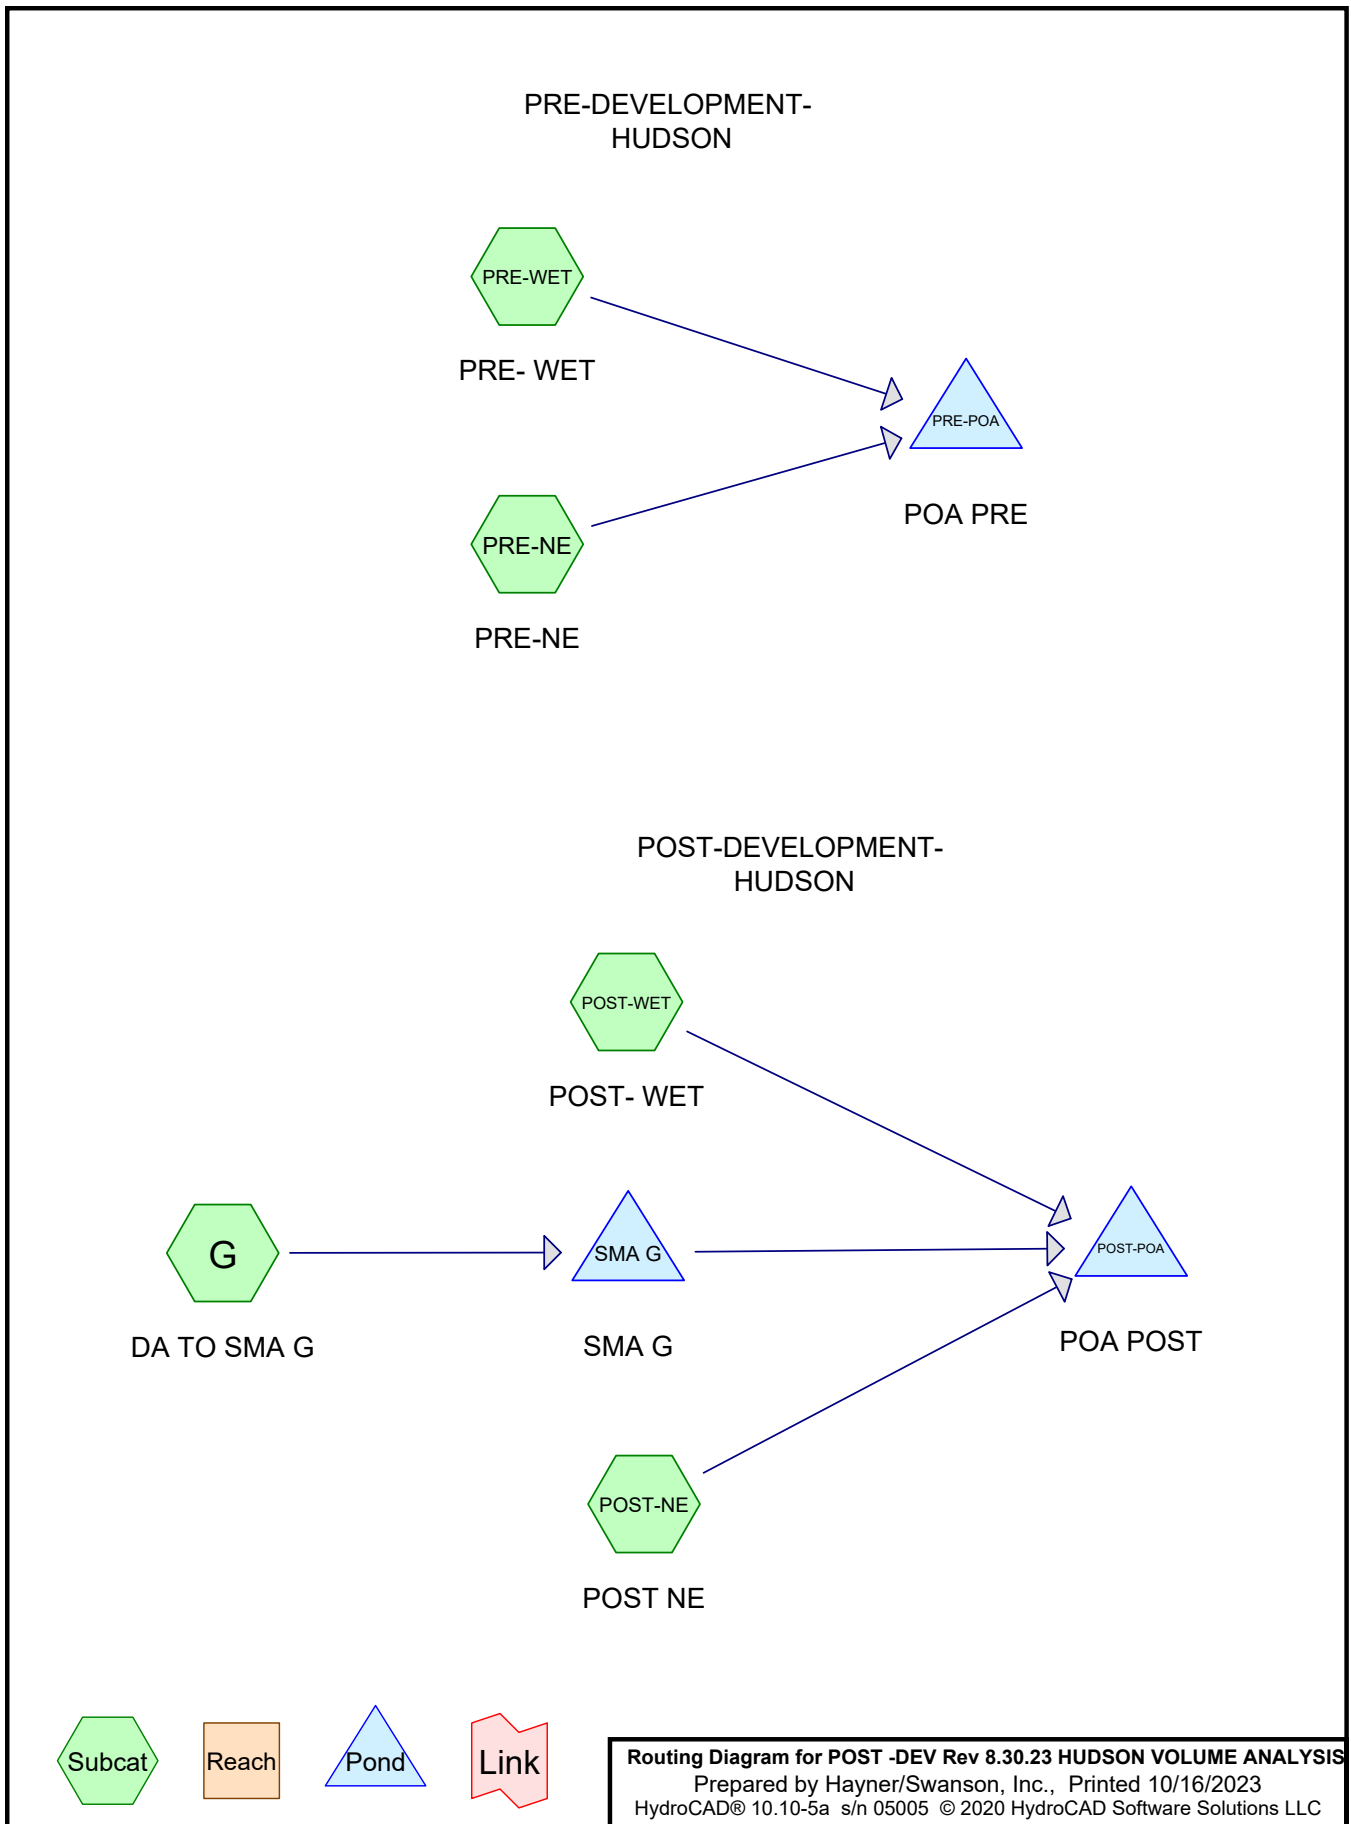 PRE-DEVELOPMENT-
HUDSON
PRE-WET
PRE- WET
PRE-POA
POA PRE
PRE-NE
PRE-NE
POST-DEVELOPMENT-
HUDSON
POST-WET
POST- WET
G
DA TO SMA G
SMA G
SMA G
POST-POA
POA POST
POST-NE
POST NE
Subcat
Reach
Pond
Link
Routing Diagram for POST -DEV Rev 8.30.23 HUDSON VOLUME ANALYSIS
Prepared by Hayner/Swanson, Inc., Printed 10/16/2023
HydroCAD® 10.10-5a s/n 05005 © 2020 HydroCAD Software Solutions LLC